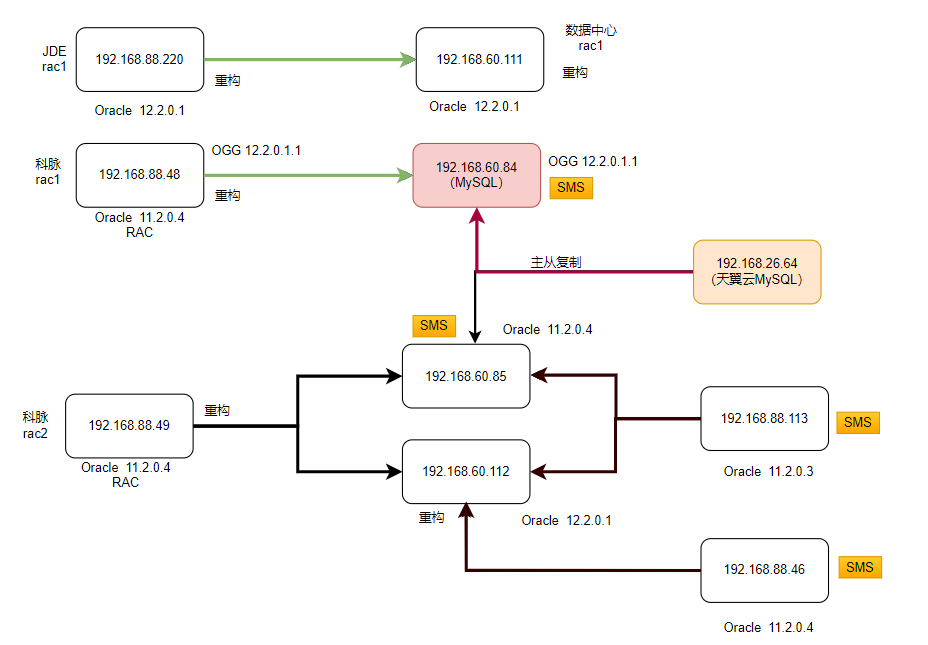 JDE
rac1
192.168.88.220
重构
Oracle  12.2.0.1
192.168.60.111
Oracle  12.2.0.1
数据中心
rac1
重构
科脉
rac1
192.168.88.48
OGG 12.2.0.1.1
重构
Oracle  11.2.0.4
RAC
192.168.60.84
（MySQL）
OGG 12.2.0.1.1
SMS
主从复制
192.168.26.64
（天翼云MySQL）
SMS
Oracle  11.2.0.4
192.168.60.85
科脉
rac2
192.168.88.49
重构
Oracle  11.2.0.4
RAC
192.168.60.112
重构
Oracle  12.2.0.1
192.168.88.113
SMS
Oracle  11.2.0.3
192.168.88.46
SMS
Oracle  11.2.0.4